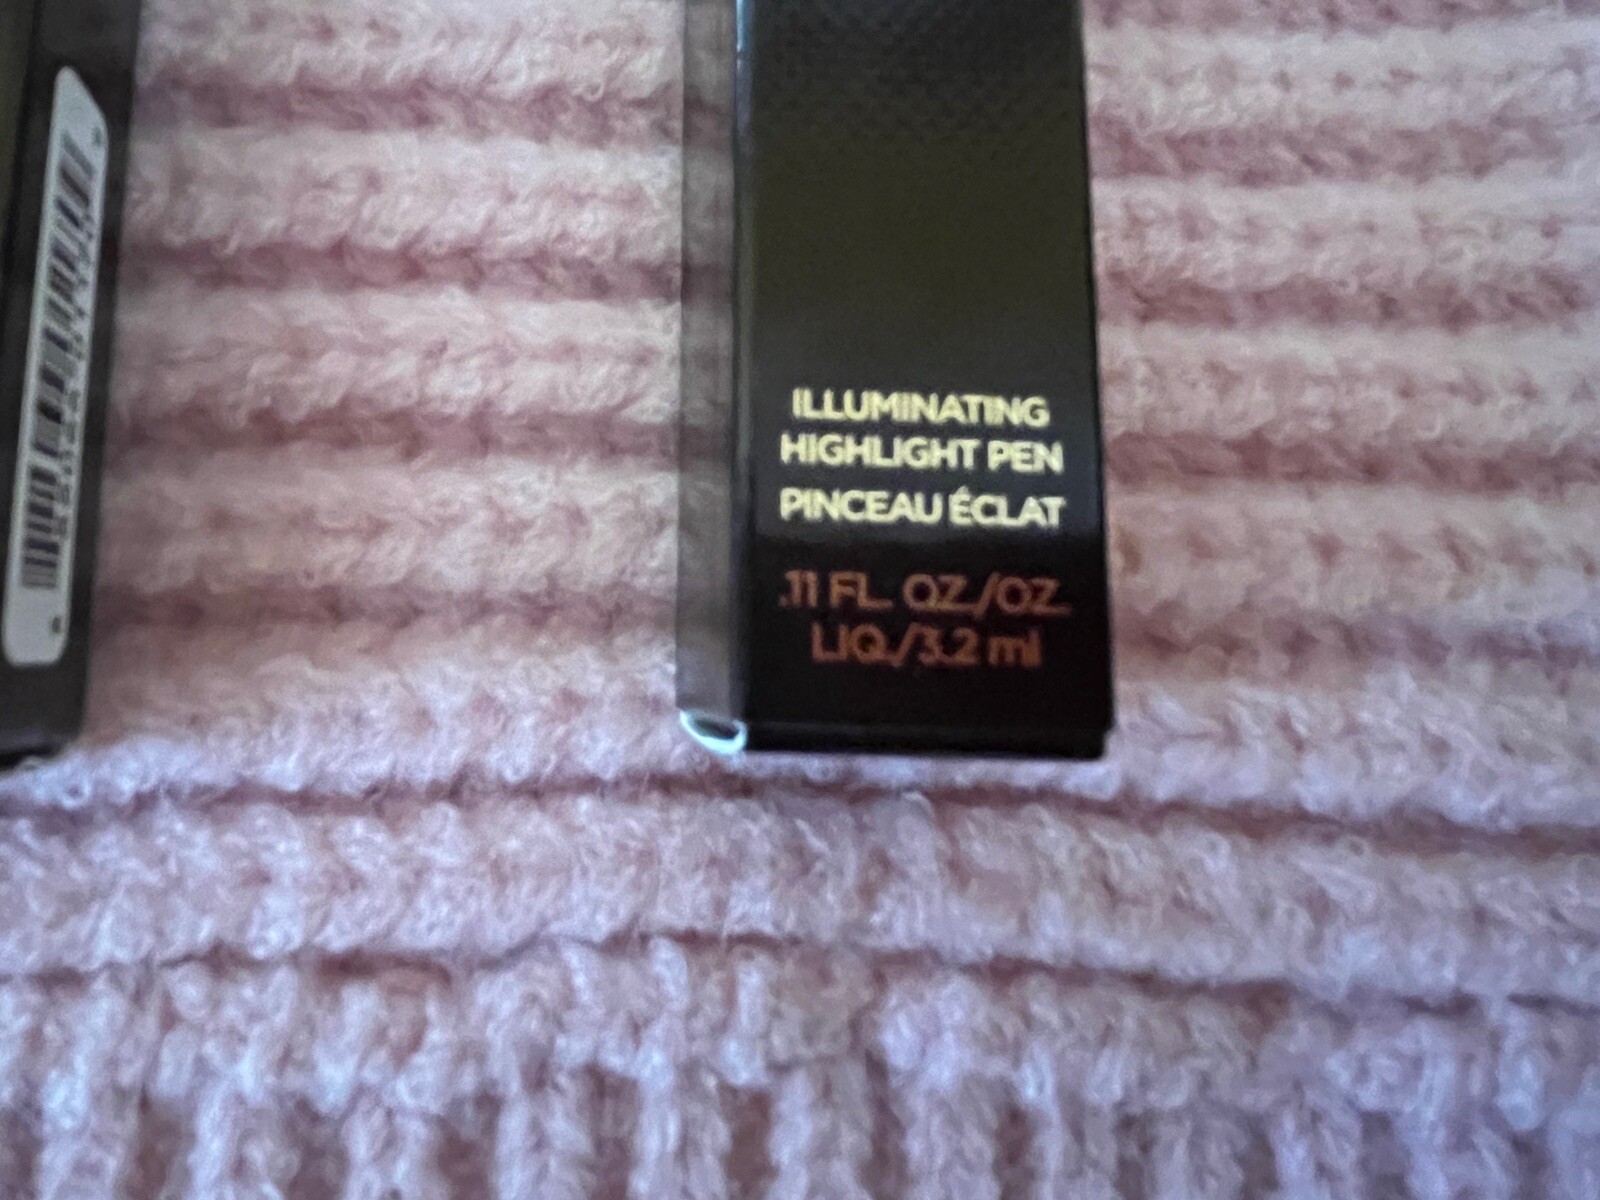 ILLUMINATING
HIGHLIGHT PEN
PINCEAU ÉCLAT
.11 FL. OZ./OZ.
LIQ./3.2 ml